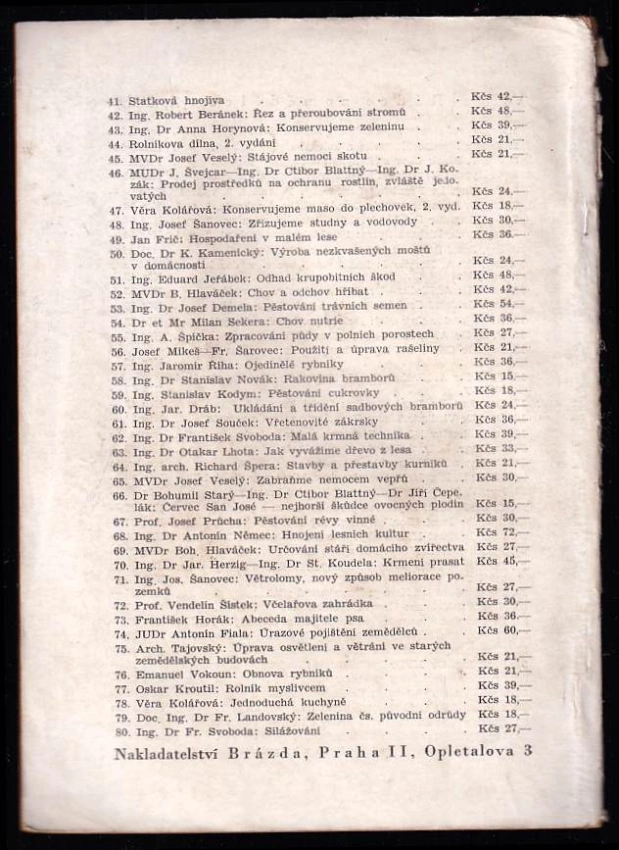 41. Statková hnojiva . . . . . . Kčs 42,—
42. Ing. Robert Beránek: Řez a přeroubování stromů . Kčs 48,—
43. Ing. Dr Anna Horynová: Konservujeme zeleninu . . Kčs 39,—
44. Rolníkova dílna, 2. vydání . . . . . Kčs 21,—
45. MVDr Josef Veselý: Stájové nemoci skotu . . . Kčs 21,—
46. MUDr J. Švejcar—Ing. Dr Ctibor Blattný—Ing. Dr J. Ko-
zák: Prodej prostředků na ochranu rostlin, zvláště jedo-
vatých . . . . . . . . Kčs 24,—
47. Věra Kolářová: Konservujeme maso do plechovek, 2. vyd. Kčs 18,—
48. Ing. Josef Šanovec: Zřizujeme studny a vodovody . . Kčs 30,—
49. Jan Frič: Hospodaření v malém lese . . . . Kčs 36,—
50. Doc. Dr K. Kamenický: Výroba nezkvašených moštů
v domácnosti . . . . . . . Kčs 24,—
51. Ing. Eduard Jeřábek: Odhad krupobitních škod . . Kčs 48,—
52. MVDr B. Hlaváček: Chov a odchov hříbat . . . Kčs 42,—
53. Ing. Dr Josef Demela: Pěstování trávních semen . . Kčs 54,—
54. Dr et Mr Milan Sekera: Chov nutrie . . . . Kčs 36,—
55. Ing. A. Špička: Zpracování půdy v polních porostech . Kčs 27,—
56. Josef Mikeš—Fr. Šarovec: Použití a úprava rašeliny . Kčs 21,—
57. Ing. Jaromír Říha: Ojedinělé rybníky . . . Kčs 36,—
58. Ing. Dr Stanislav Novák: Rakovina bramborů . . Kčs 15,—
59. Ing. Stanislav Kodym: Pěstování cukrovky . . . Kčs 18,—
60. Ing. Jar. Dráb: Ukládání a třídění sadbových bramborů Kčs 24,—
61. Ing. Dr Josef Souček: Vřetenovité zákrsky . . . Kčs 36,—
62. Ing. Dr František Svoboda: Malá krmná technika . . Kčs 39,—
63. Ing. Dr Otakar Lhota: Jak vyvážíme dřevo z lesa . . Kčs 33,—
64. Ing. arch. Richard Špera: Stavby a přestavby kurníků . Kčs 21,—
65. MVDr Josef Veselý: Zabraňme nemocem vepřů . . Kčs 30,—
66. Dr Bohumil Starý—Ing. Dr Ctibor Blattný—Dr Jiří Čepe-
lák: Červec San José — nejhorší škůdce ovocných plodin Kčs 15,—
67. Prof. Josef Průcha: Pěstování révy vinné . . . Kčs 30,—
68. Ing. Dr Antonín Němec: Hnojení lesních kultur . . Kčs 72,—
69. MVDr Boh. Hlaváček: Určování stáří domácího zvířectva Kčs 27,—
70. Ing. Dr Jar. Herzig—Ing. Dr St. Koudela: Krmení prasat Kčs 45,—
71. Ing. Jos. Šanovec: Větrolomy, nový způsob meliorace po-
zemků . . . . . . . . Kčs 27,—
72. Prof. Vendelín Šístek: Včelařova zahrádka . . . Kčs 30,—
73. František Horák: Abeceda majitele psa . . . Kčs 36,—
74. JUDr Antonín Fiala: Úrazové pojištění zemědělců . . Kčs 60,—
75. Arch. Tajovský: Úprava osvětlení a větrání ve starých
zemědělských budovách . . . . . Kčs 21,—
76. Emanuel Vokoun: Obnova rybníků . . . . Kčs 21,—
77. Oskar Kroutil: Rolník myslivcem . . . . Kčs 39,—
78. Věra Kolářová: Jednoduchá kuchyně . . . . Kčs 18,—
79. Doc. Ing. Dr Fr. Landovský: Zelenina čs. původní odrůdy Kčs 18,—
80. Ing. Dr Fr. Svoboda: Silážování . . . . . Kčs 27,—
Nakladatelství Brázda, Praha II, Opletalova 3